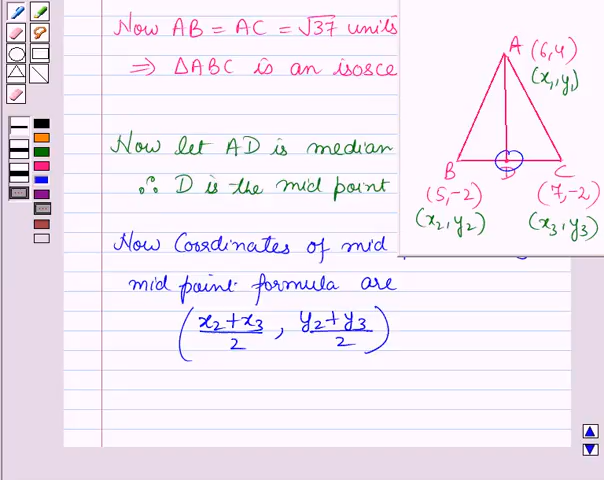 Now AB = AC = √37 units
⇒ ΔABC is an isosce
Now let AD is median
∴ D is the mid point
Now Coordinates of mid
mid point formula are
(x₂+x₃/2, y₂+y₃/2)
A (6,4)
(x₁,y₁)
B D C
(5,-2) (7,-2)
(x₂,y₂) (x₃,y₃)